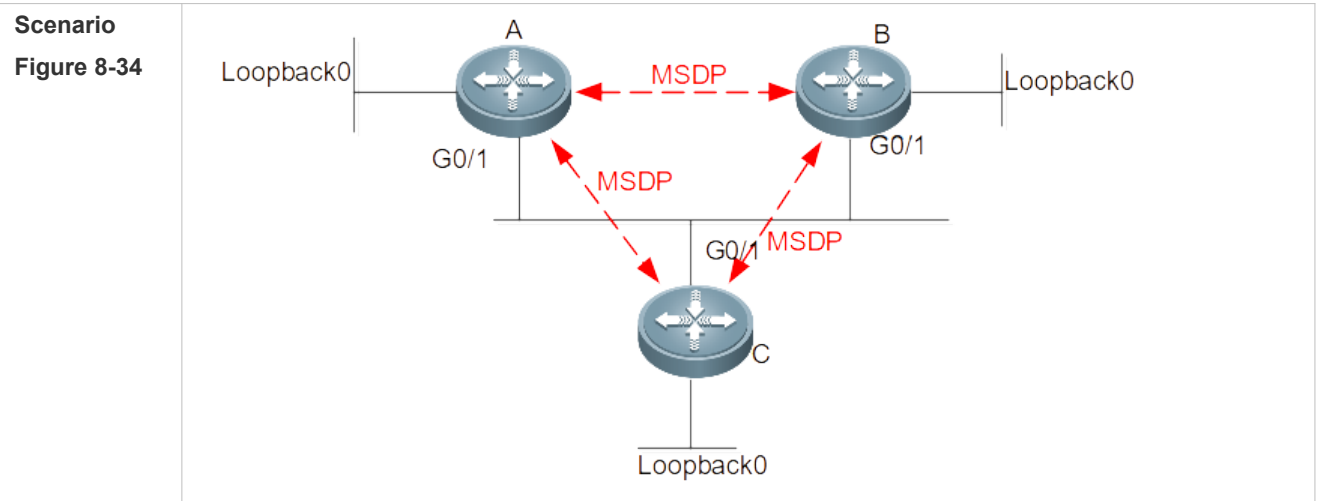 Scenario
Figure 8-34
A
B
Loopback0
MSDP
Loopback0
G0/1
G0/1
MSDP
G0/1
MSDP
C
Loopback0